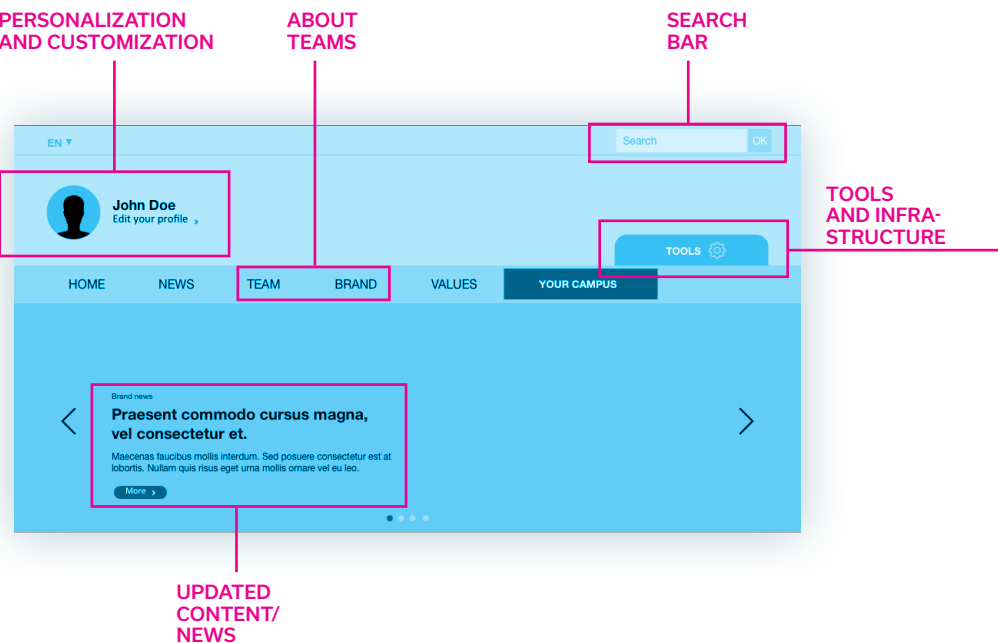 PERSONALIZATION
AND CUSTOMIZATION
ABOUT
TEAMS
SEARCH
BAR
EN
Search OK
John Doe
Edit your profile
TOOLS
AND INFRA-
STRUCTURE
TOOLS
HOME NEWS TEAM BRAND VALUES YOUR CAMPUS
Brand news
Praesent commodo cursus magna,
vel consectetur et.
Maecenas faucibus mollis interdum. Sed posuere consectetur est at
lobortis. Nullam quis risus eget urna mollis ornare vel eu leo.
More
UPDATED
CONTENT/
NEWS